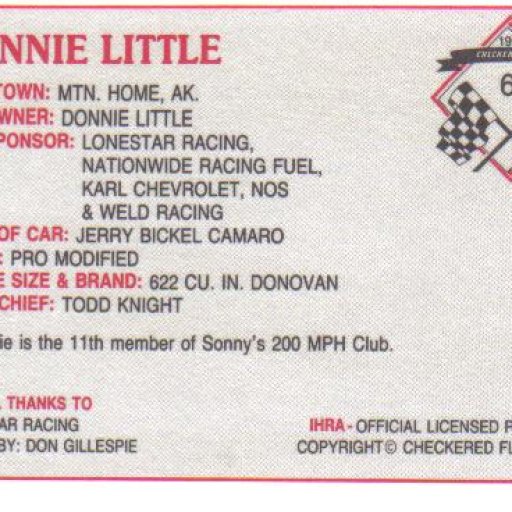 NNIE LITTLE
TOWN: MTN. HOME, AK.
WNER: DONNIE LITTLE
PONSOR: LONESTAR RACING,
NATIONWIDE RACING FUEL,
KARL CHEVROLET, NOS
& WELD RACING
OF CAR: JERRY BICKEL CAMARO
: PRO MODIFIED
E SIZE & BRAND: 622 CU. IN. DONOVAN
CHIEF: TODD KNIGHT
ie is the 11th member of Sonny's 200 MPH Club.
THANKS TO
AR RACING
BY: DON GILLESPIE
IHRA - OFFICIAL LICENSED P
COPYRIGHT© CHECKERED FL
19
CHECKER
6